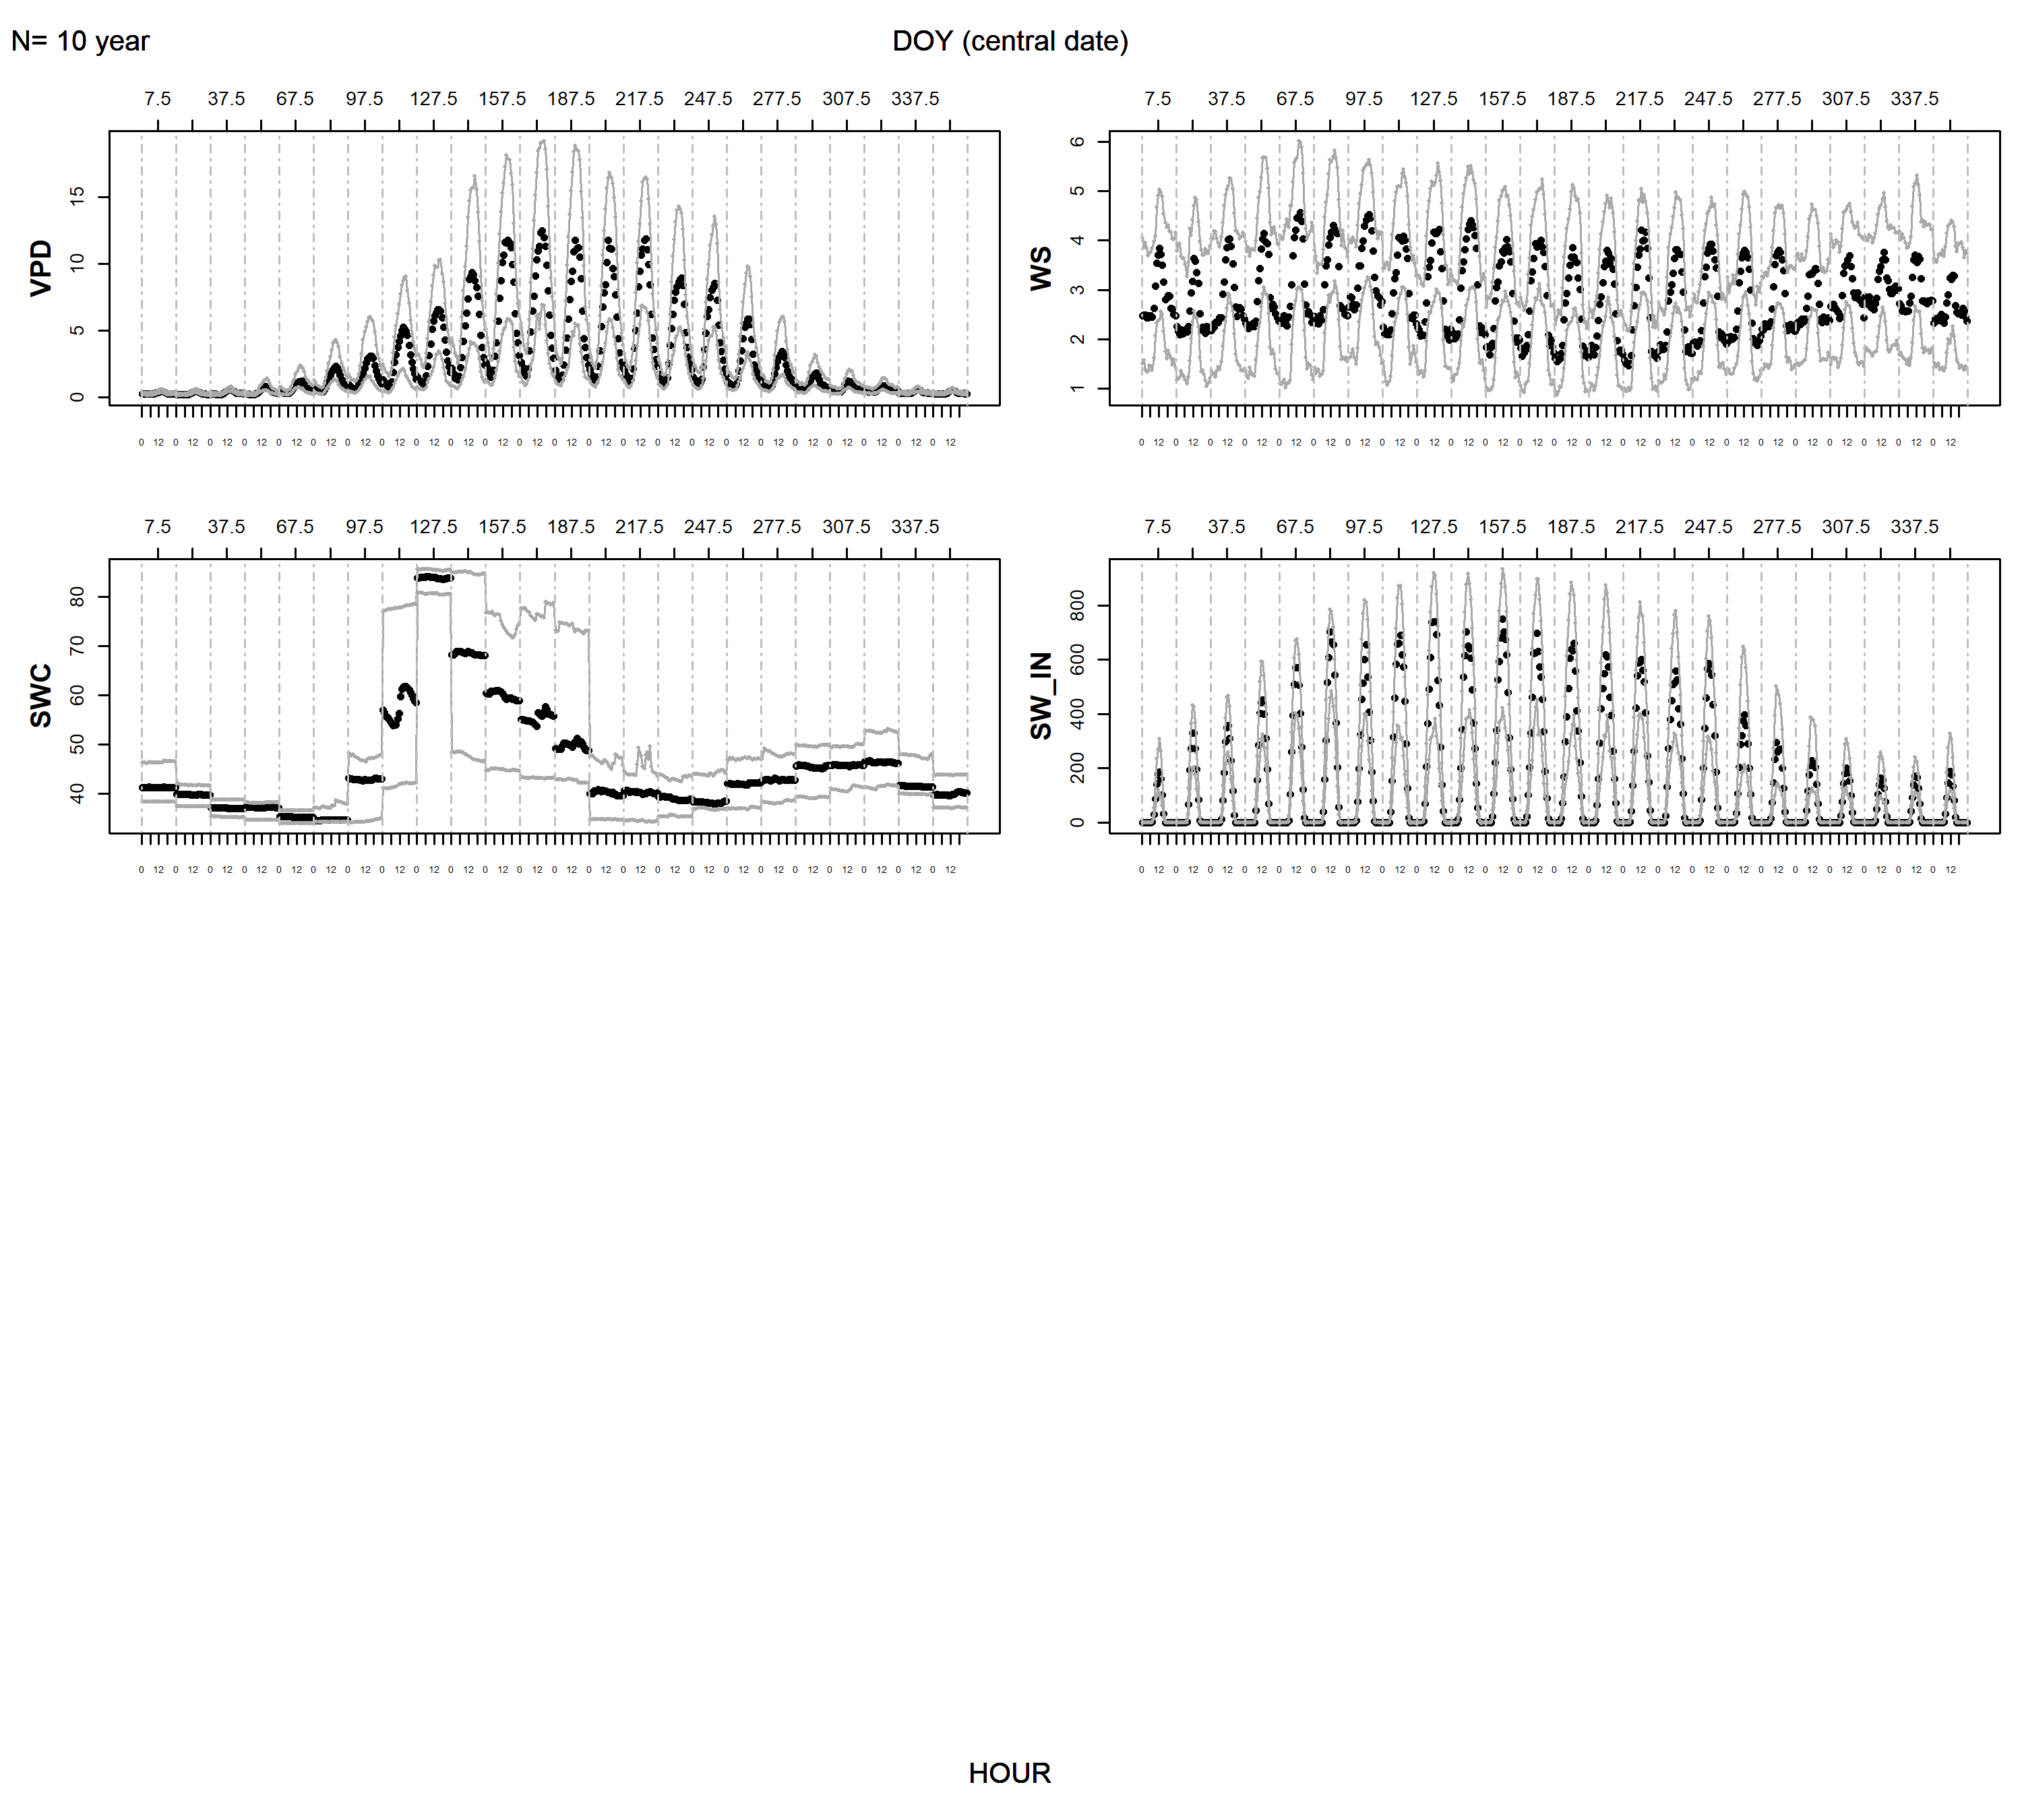 N= 10 year
DOY (central date)
7.5 37.5 67.5 97.5 127.5 157.5 187.5 217.5 247.5 277.5 307.5 337.5
VPD
0 5 10 15
0 12 0 12 0 12 0 12 0 12 0 12 0 12 0 12 0 12 0 12 0 12 0 12 0 12 0 12 0 12 0 12 0 12 0 12 0 12 0 12 0 12 0 12 0 12 0 12
7.5 37.5 67.5 97.5 127.5 157.5 187.5 217.5 247.5 277.5 307.5 337.5
WS
1 2 3 4 5 6
0 12 0 12 0 12 0 12 0 12 0 12 0 12 0 12 0 12 0 12 0 12 0 12 0 12 0 12 0 12 0 12 0 12 0 12 0 12 0 12 0 12 0 12 0 12 0 12
7.5 37.5 67.5 97.5 127.5 157.5 187.5 217.5 247.5 277.5 307.5 337.5
SWC
40 50 60 70 80
0 12 0 12 0 12 0 12 0 12 0 12 0 12 0 12 0 12 0 12 0 12 0 12 0 12 0 12 0 12 0 12 0 12 0 12 0 12 0 12 0 12 0 12 0 12 0 12
7.5 37.5 67.5 97.5 127.5 157.5 187.5 217.5 247.5 277.5 307.5 337.5
SW_IN
0 200 400 600 800
0 12 0 12 0 12 0 12 0 12 0 12 0 12 0 12 0 12 0 12 0 12 0 12 0 12 0 12 0 12 0 12 0 12 0 12 0 12 0 12 0 12 0 12 0 12 0 12
HOUR